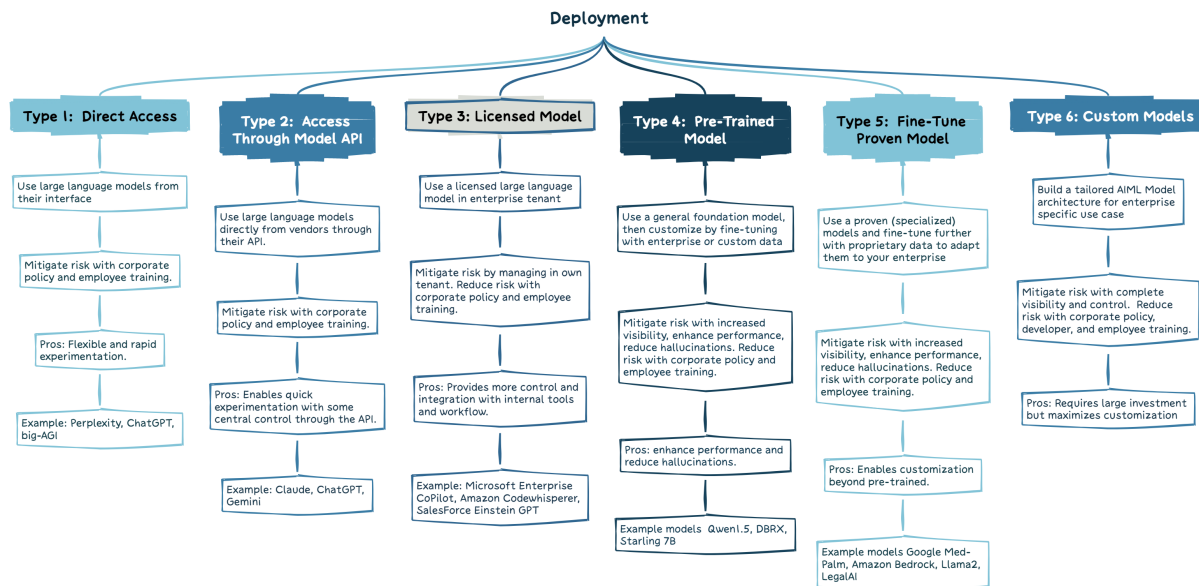 Deployment
Type 1: Direct Access
Use large language models from
their interface
Mitigate risk with corporate
policy and employee training.
Pros: Flexible and rapid
experimentation.
Example: Perplexity, ChatGPT,
big-AGI
Type 2: Access
Through Model API
Use large language models
directly from vendors through
their API.
Mitigate risk with corporate
policy and employee training.
Pros: Enables quick
experimentation with some
central control through the API.
Example: Claude, ChatGPT,
Gemini
Type 3: Licensed Model
Use a licensed large language
model in enterprise tenant
Mitigate risk by managing in own
tenant. Reduce risk with
corporate policy and employee
training.
Pros: Provides more control and
integration with internal tools
and workflow.
Example: Microsoft Enterprise
CoPilot, Amazon Codewhisperer,
SalesForce Einstein GPT
Type 4: Pre-Trained
Model
Use a general foundation model,
then customize by fine-tuning
with enterprise or custom data
Mitigate risk with increased
visibility, enhance performance,
reduce hallucinations. Reduce
risk with corporate policy and
employee training.
Pros: enhance performance and
reduce hallucinations.
Example models Qwen1.5, DBRX,
Starling 7B
Type 5: Fine-Tune
Proven Model
Use a proven (specialized)
models and fine-tune further
with proprietary data to adapt
them to your enterprise
Mitigate risk with increased
visibility, enhance performance,
reduce hallucinations. Reduce
risk with corporate policy and
employee training.
Pros: Enables customization
beyond pre-trained.
Example models Google Med-
Palm, Amazon Bedrock, Llama2,
LegalAI
Type 6: Custom Models
Build a tailored AIML Model
architecture for enterprise
specific use case
Mitigate risk with complete
visibility and control. Reduce
risk with corporate policy,
developer, and employee training.
Pros: Requires large investment
but maximizes customization